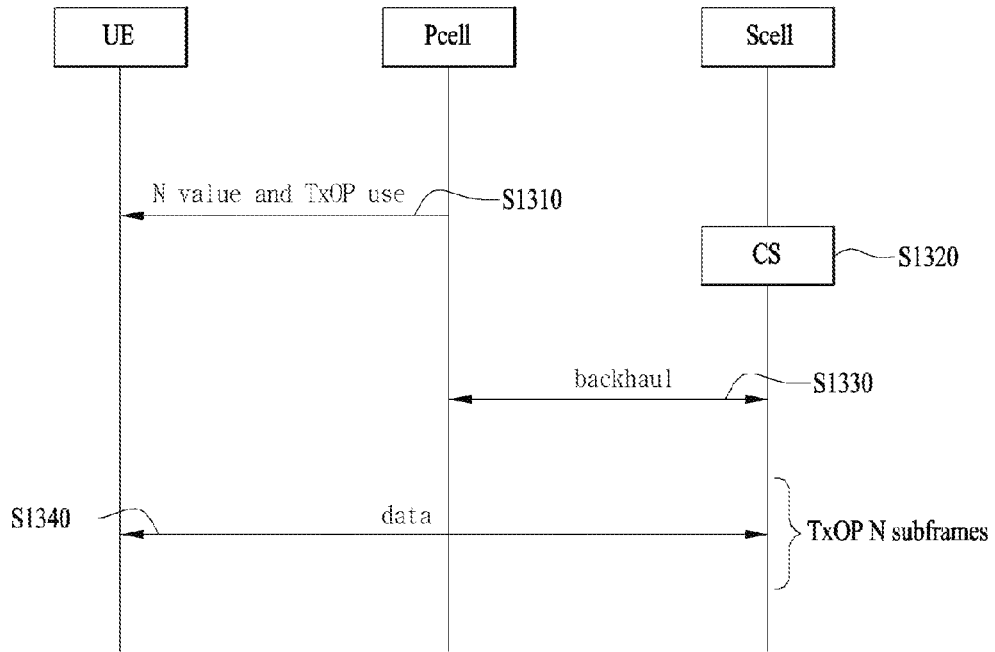 UE
Pcell
Scell
N value and TxOP use
S1310
CS
S1320
backhaul
S1330
S1340
data
TxOP N subframes